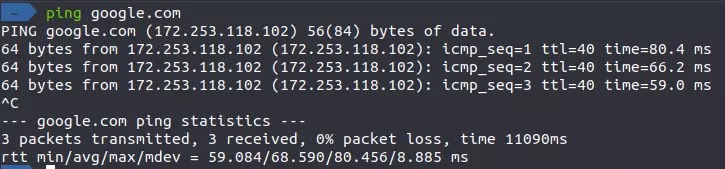 ~ ping google.com
PING google.com (172.253.118.102) 56(84) bytes of data.
64 bytes from 172.253.118.102 (172.253.118.102): icmp_seq=1 ttl=40 time=80.4 ms
64 bytes from 172.253.118.102 (172.253.118.102): icmp_seq=2 ttl=40 time=66.2 ms
64 bytes from 172.253.118.102 (172.253.118.102): icmp_seq=3 ttl=40 time=59.0 ms
^C
--- google.com ping statistics ---
3 packets transmitted, 3 received, 0% packet loss, time 11090ms
rtt min/avg/max/mdev = 59.084/68.590/80.456/8.885 ms